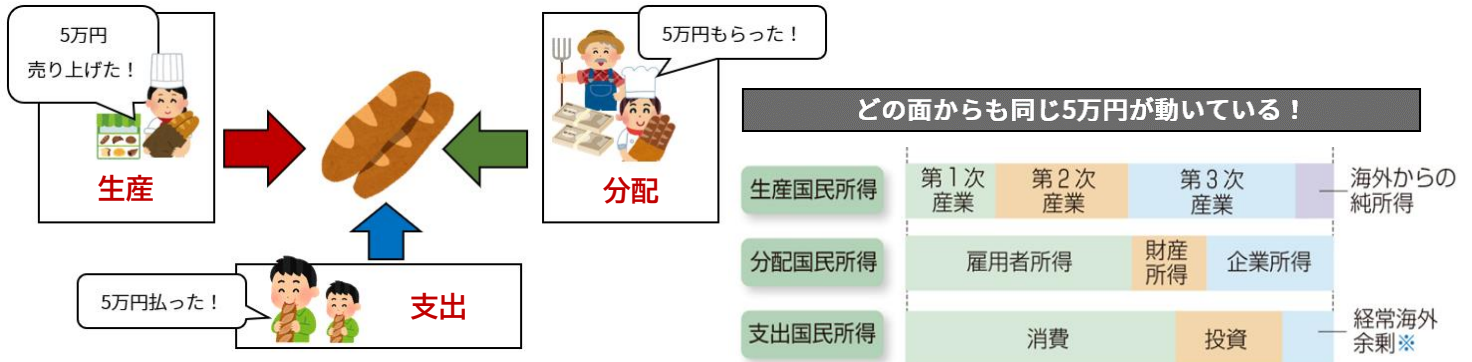 5万円
売り上げた！
生産
5万円もらった！
分配
5万円払った！
支出
どの面からも同じ5万円が動いている！
生産国民所得
第１次
産業
第２次
産業
第３次
産業
海外からの
純所得
分配国民所得
雇用者所得
財産
所得
企業所得
支出国民所得
消費
投資
経常海外
余剰※